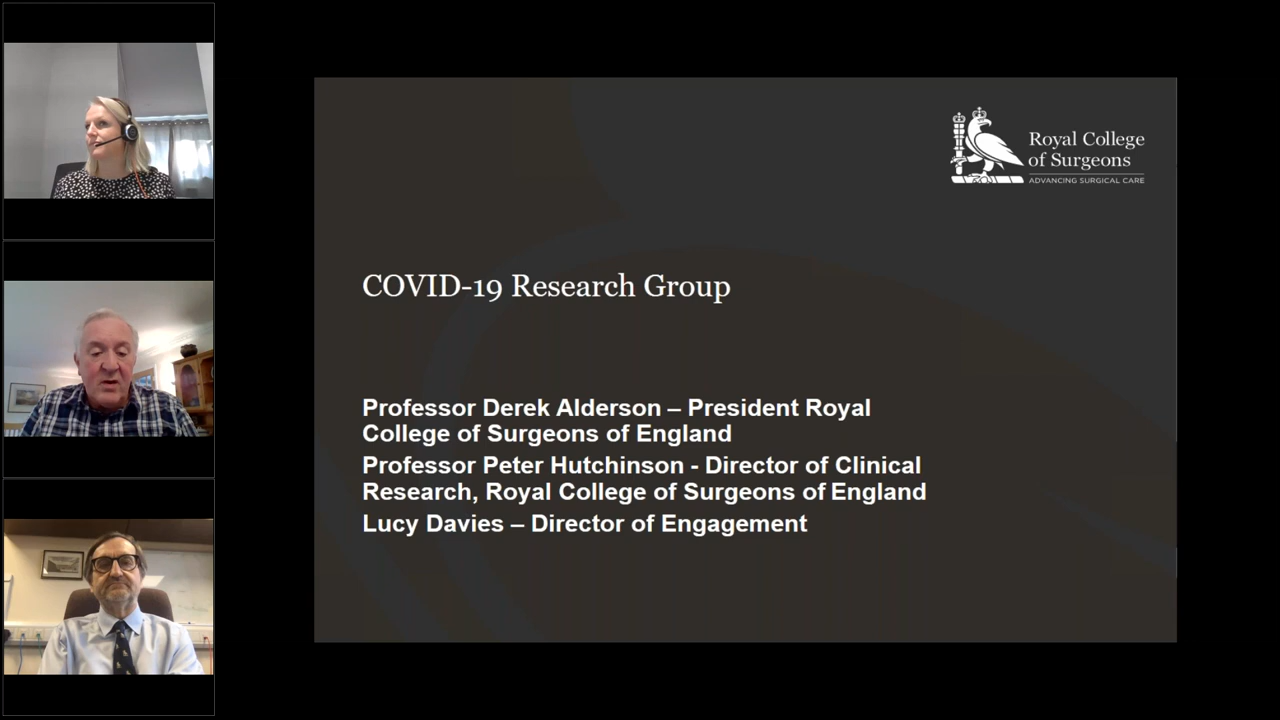 Royal College
of Surgeons
ADVANCING SURGICAL CARE
COVID-19 Research Group
Professor Derek Alderson – President Royal
College of Surgeons of England
Professor Peter Hutchinson - Director of Clinical
Research, Royal College of Surgeons of England
Lucy Davies – Director of Engagement